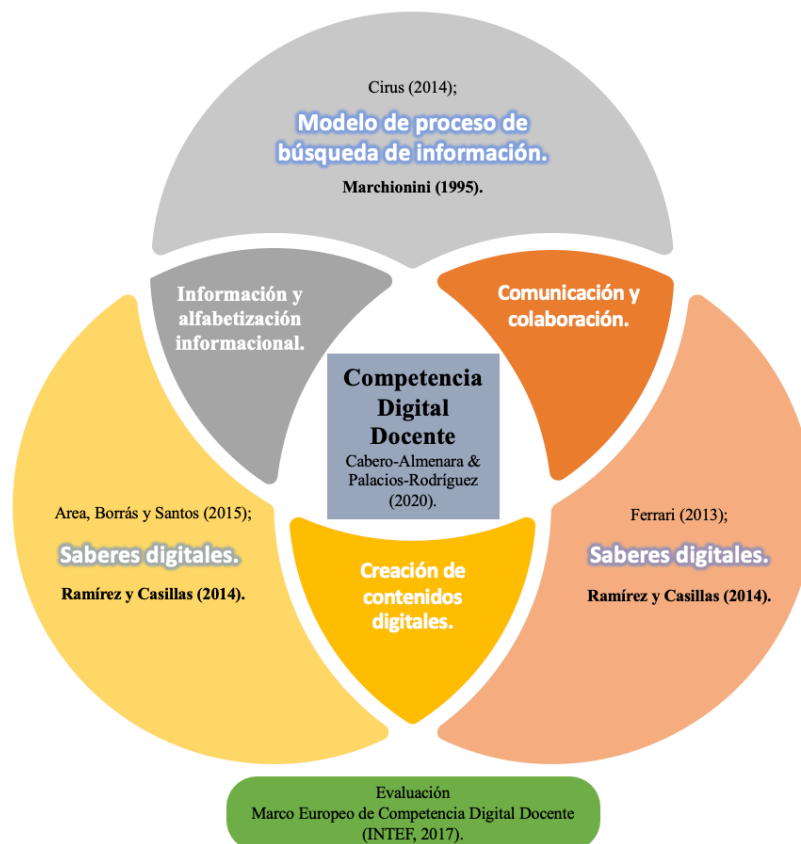 Cirus (2014);
Modelo de proceso de
búsqueda de información.
Marchionini (1995).
Información y
alfabetización
informacional.
Comunicación y
colaboración.
Competencia
Digital
Docente
Cabero-Almenara &
Palacios-Rodríguez
(2020).
Area, Borrás y Santos (2015);
Saberes digitales.
Ramírez y Casillas (2014).
Ferrari (2013);
Saberes digitales.
Ramírez y Casillas (2014).
Creación de
contenidos
digitales.
Evaluación
Marco Europeo de Competencia Digital Docente
(INTEF, 2017).